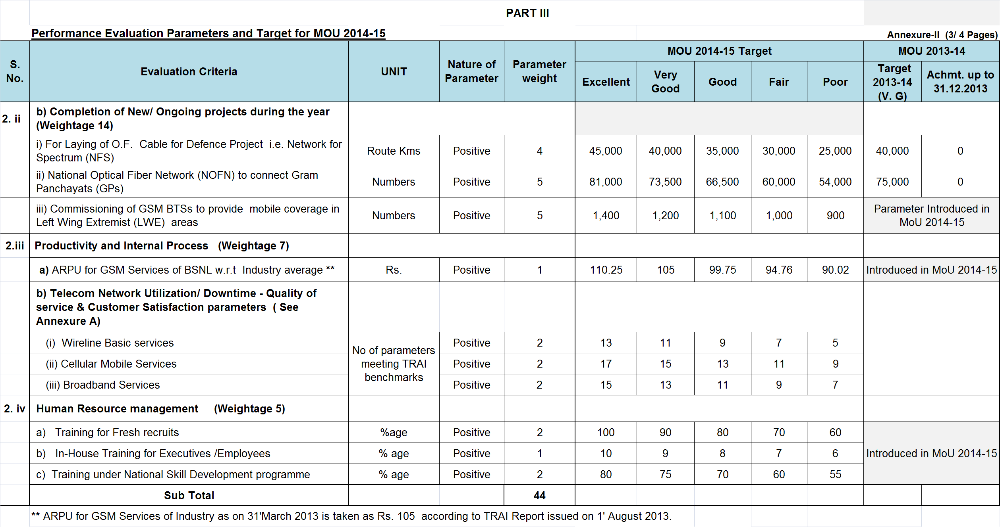 PART III
Performance Evaluation Parameters and Target for MOU 2014-15
Annexure-II (3/ 4 Pages)
S. No. Evaluation Criteria UNIT Nature of Parameter Parameter weight MOU 2014-15 Target MOU 2013-14
Excellent Very Good Good Fair Poor Target 2013-14 (V. G) Achmt. up to 31.12.2013
2. ii b) Completion of New/ Ongoing projects during the year
(Weightage 14)
i) For Laying of O.F. Cable for Defence Project i.e. Network for
Spectrum (NFS) Route Kms Positive 4 45,000 40,000 35,000 30,000 25,000 40,000 0
ii) National Optical Fiber Network (NOFN) to connect Gram
Panchayats (GPs) Numbers Positive 5 81,000 73,500 66,500 60,000 54,000 75,000 0
iii) Commissioning of GSM BTSs to provide mobile coverage in
Left Wing Extremist (LWE) areas Numbers Positive 5 1,400 1,200 1,100 1,000 900 Parameter Introduced in MoU 2014-15
2.iii Productivity and Internal Process (Weightage 7)
a) ARPU for GSM Services of BSNL w.r.t Industry average ** Rs. Positive 1 110.25 105 99.75 94.76 90.02 Introduced in MoU 2014-15
b) Telecom Network Utilization/ Downtime - Quality of
service & Customer Satisfaction parameters ( See
Annexure A)
No of parameters meeting TRAI benchmarks
(i) Wireline Basic services Positive 2 13 11 9 7 5
(ii) Cellular Mobile Services Positive 2 17 15 13 11 9
(iii) Broadband Services Positive 2 15 13 11 9 7
2. iv Human Resource management (Weightage 5)
a) Training for Fresh recruits %age Positive 2 100 90 80 70 60
b) In-House Training for Executives /Employees % age Positive 1 10 9 8 7 6 Introduced in MoU 2014-15
c) Training under National Skill Development programme % age Positive 2 80 75 70 60 55
Sub Total 44
** ARPU for GSM Services of Industry as on 31'March 2013 is taken as Rs. 105 according to TRAI Report issued on 1' August 2013.